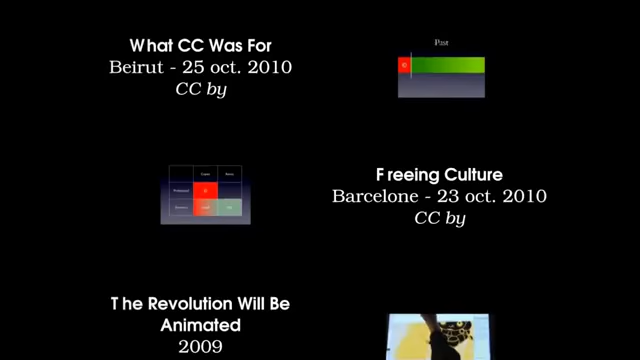 What CC Was For
Beirut - 25 oct. 2010
CC by
Past
Freeing Culture
Barcelone - 23 oct. 2010
CC by
The Revolution Will Be
Animated
2009